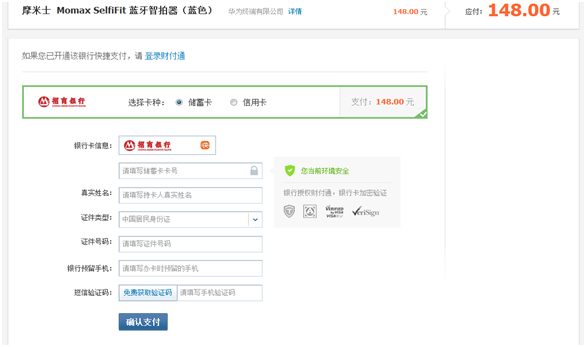 摩米士 Momax SelfiFit 蓝牙智拍器（蓝色） 华为终端有限公司 详情 148.00 元 应付：148.00 元
如果您已开通该银行快捷支付，请 登录财付通
招商银行 选择卡种： 储蓄卡 信用卡 支付：148.00 元
银行卡信息： 招商银行
请填写储蓄卡卡号
您当前环境安全
真实姓名： 请填写持卡人真实姓名
银行授权财付通，银行卡加密验证
证件类型： 中国居民身份证
VERIFIED by VISA VeriSign
证件号码： 请填写证件号码
银行预留手机： 请填写办卡时预留的手机
短信验证码： 免费获取验证码 请填写手机验证码
确认支付